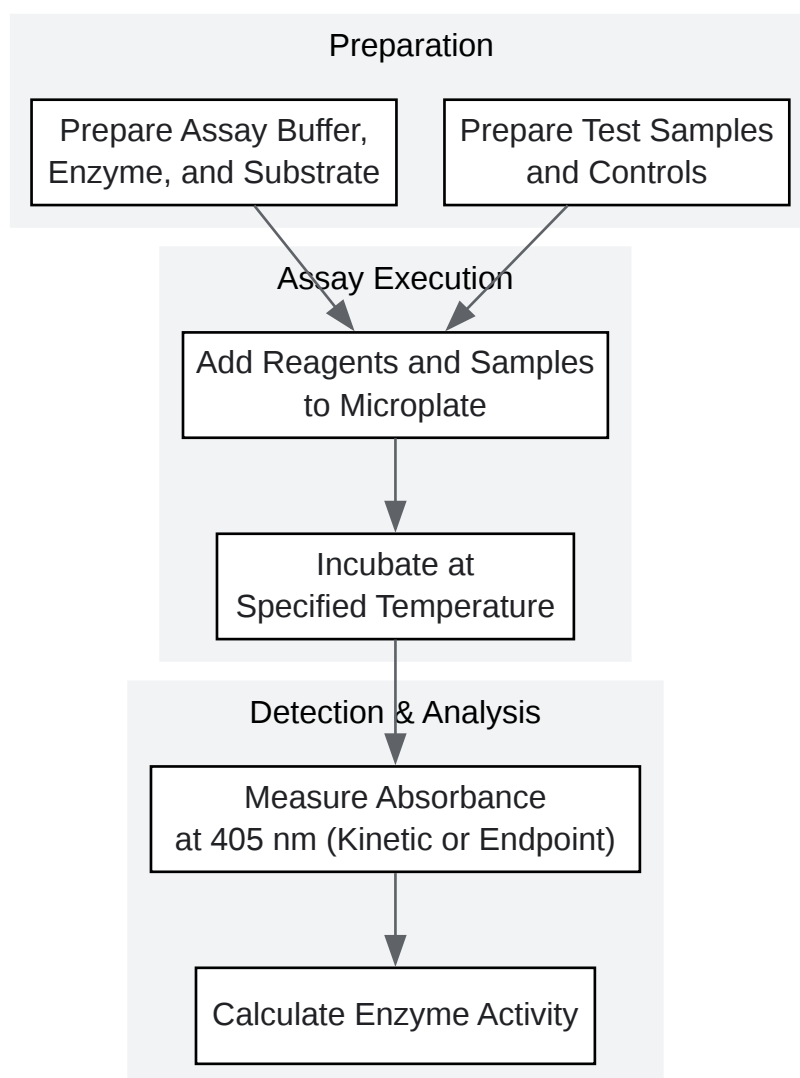 Preparation
Prepare Assay Buffer,
Enzyme, and Substrate
Prepare Test Samples
and Controls
Assay Execution
Add Reagents and Samples
to Microplate
Incubate at
Specified Temperature
Detection & Analysis
Measure Absorbance
at 405 nm (Kinetic or Endpoint)
Calculate Enzyme Activity